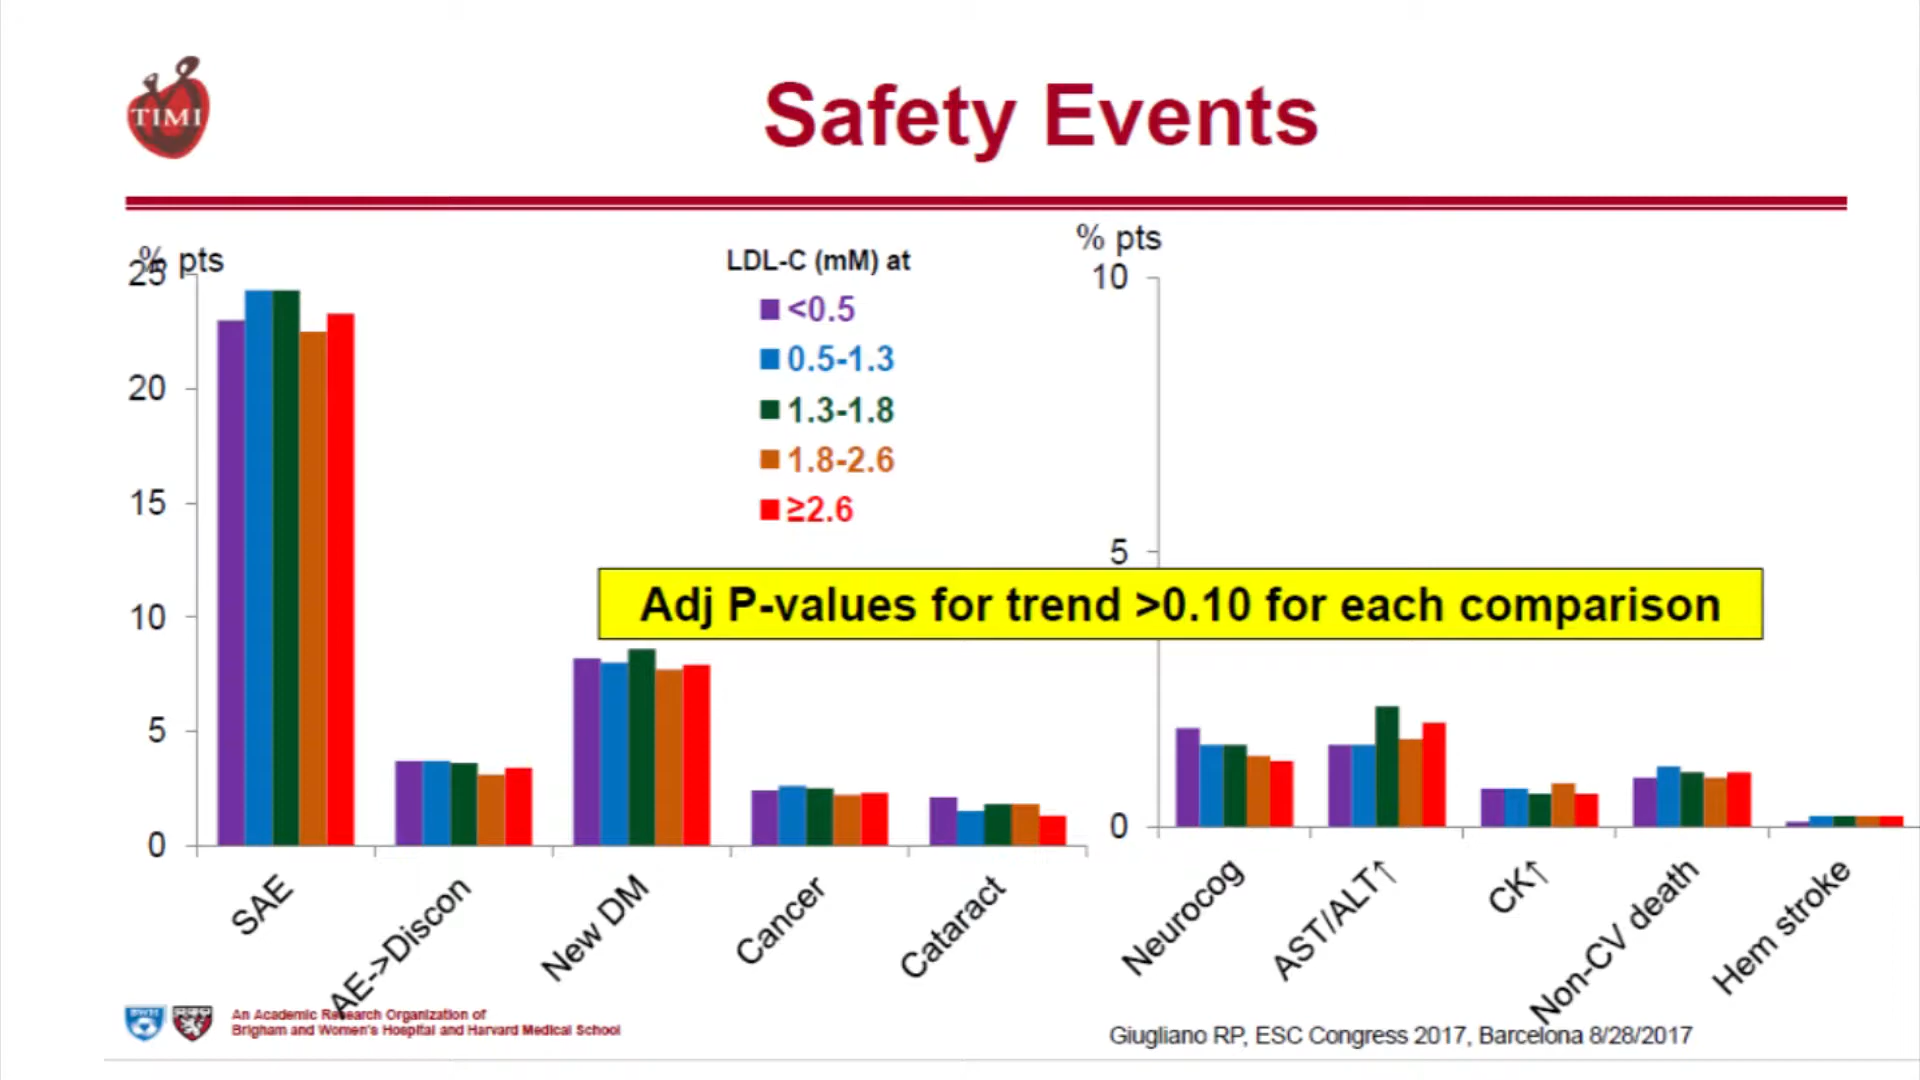 TIMI
Safety Events
% pts
25
20
15
10
5
0
LDL-C (mM) at
<0.5
0.5-1.3
1.3-1.8
1.8-2.6
≥2.6
% pts
10
5
0
Adj P-values for trend >0.10 for each comparison
SAE
AE->Discon
New DM
Cancer
Cataract
Neurocog
AST/ALT↑
CK↑
Non-CV death
Hem stroke
BWH
An Academic Research Organization of
Brigham and Women's Hospital and Harvard Medical School
Giugliano RP, ESC Congress 2017, Barcelona 8/28/2017